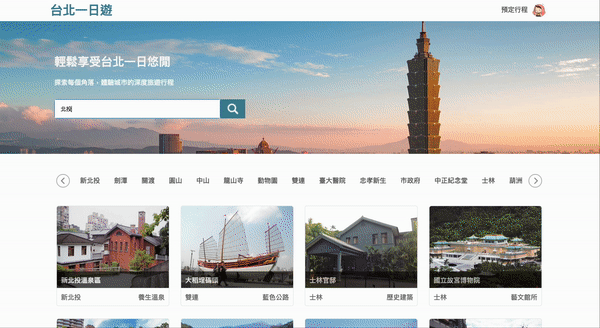 台北一日遊
預定行程
輕鬆享受台北一日悠閒
探索每個角落，體驗城市的深度旅遊行程
北投
新北投 劍潭 關渡 圓山 中山 龍山寺 動物園 雙連 臺大醫院 忠孝新生 市政府 中正紀念堂 士林 葫洲
新北投溫泉區 大稻埕碼頭 士林官邸 國立故宮博物院
新北投 養生溫泉 雙連 藍色公路 士林 歷史建築 士林 藝文館所